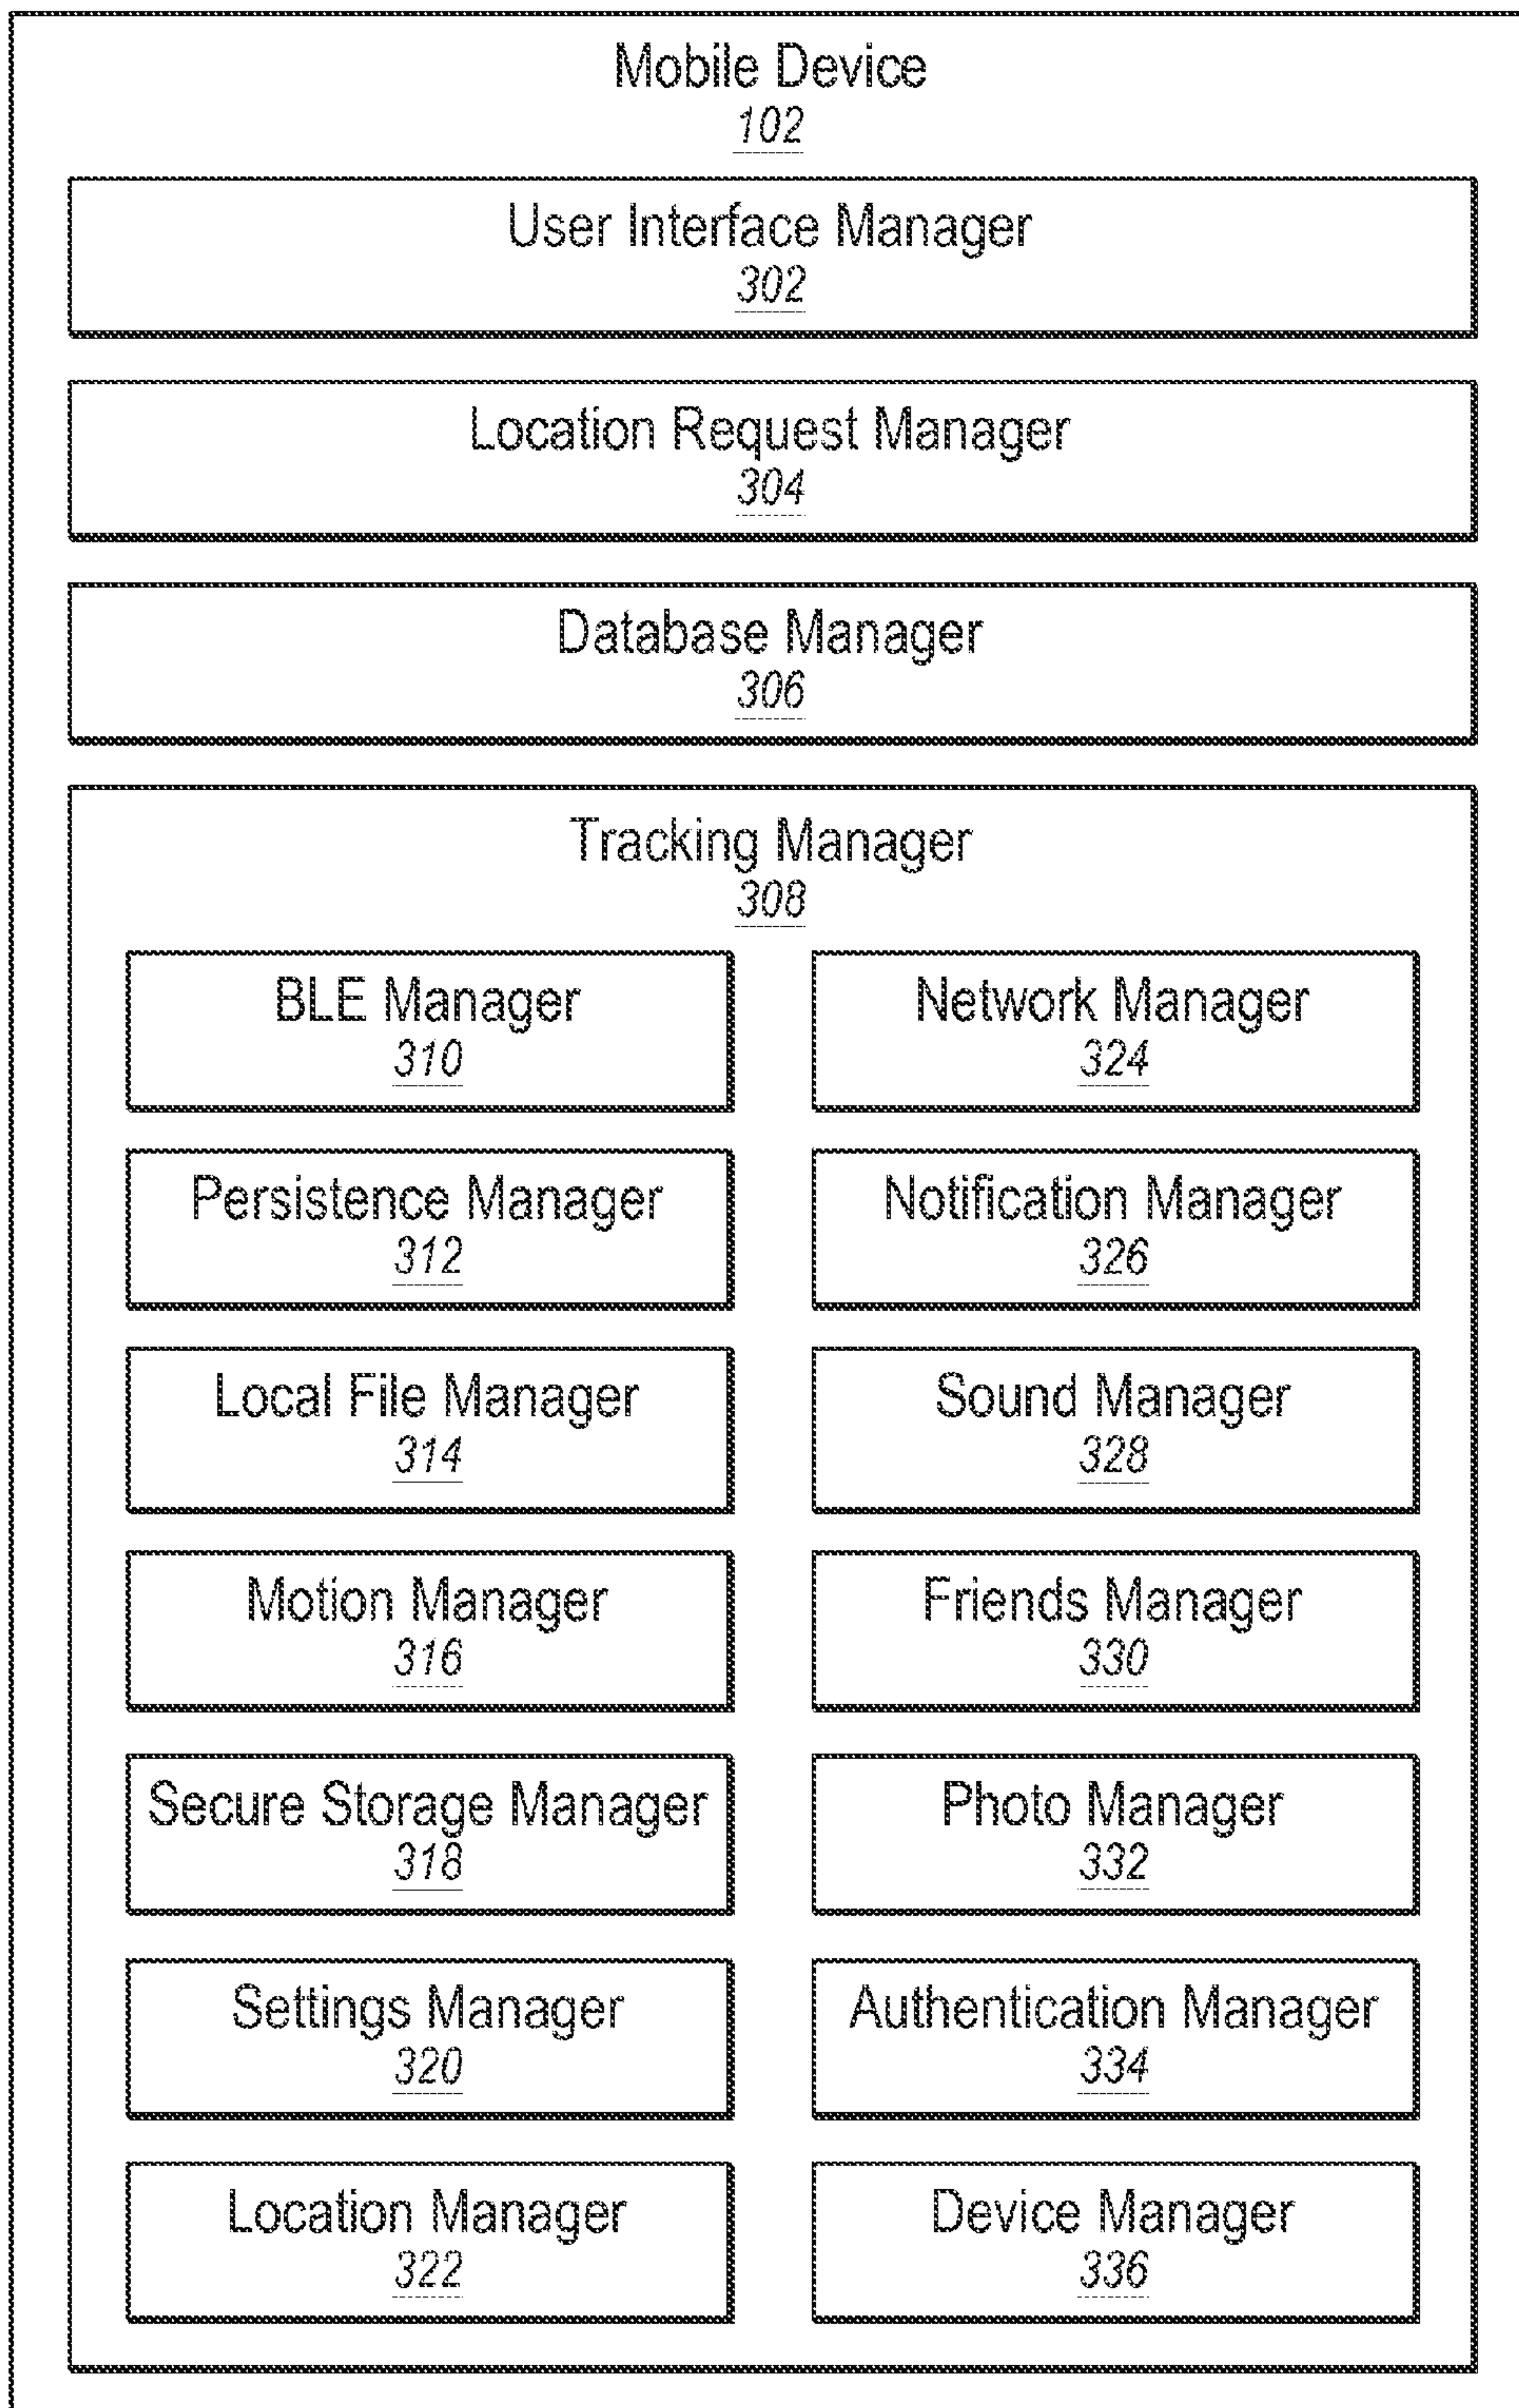 Mobile Device
102
User Interface Manager
302
Location Request Manager
304
Database Manager
306
Tracking Manager
308
BLE Manager
310
Network Manager
324
Persistence Manager
312
Notification Manager
326
Local File Manager
314
Sound Manager
328
Motion Manager
316
Friends Manager
330
Secure Storage Manager
318
Photo Manager
332
Settings Manager
320
Authentication Manager
334
Location Manager
322
Device Manager
336